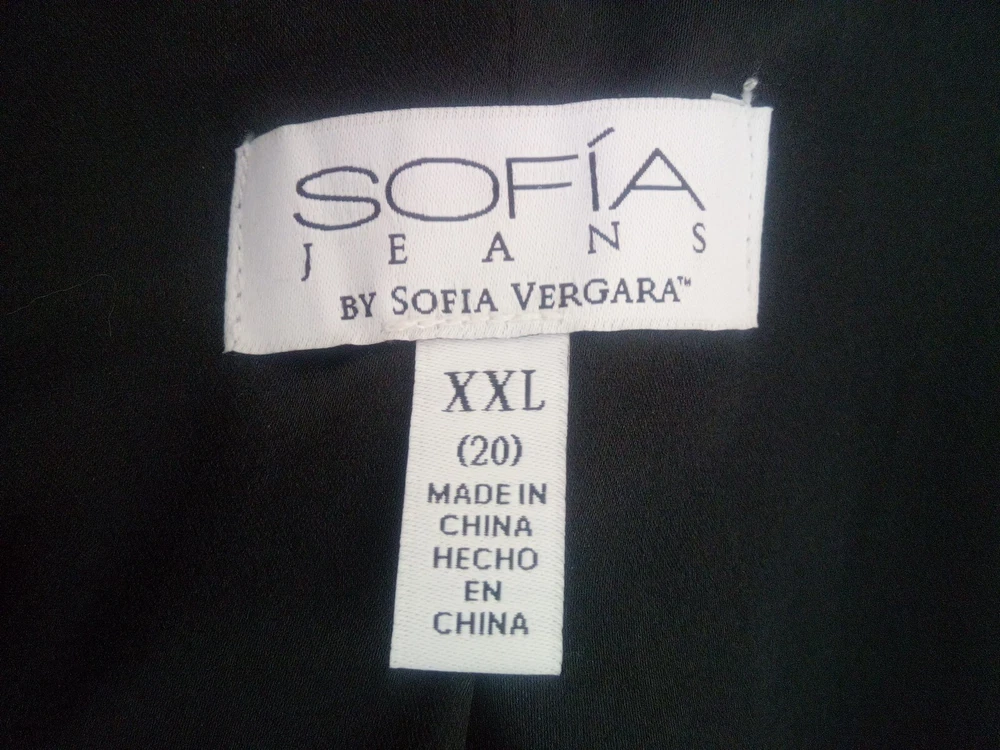 SOFÍA
JEANS
BY SOFIA VERGARA™
XXL
(20)
MADE IN
CHINA
HECHO
EN
CHINA